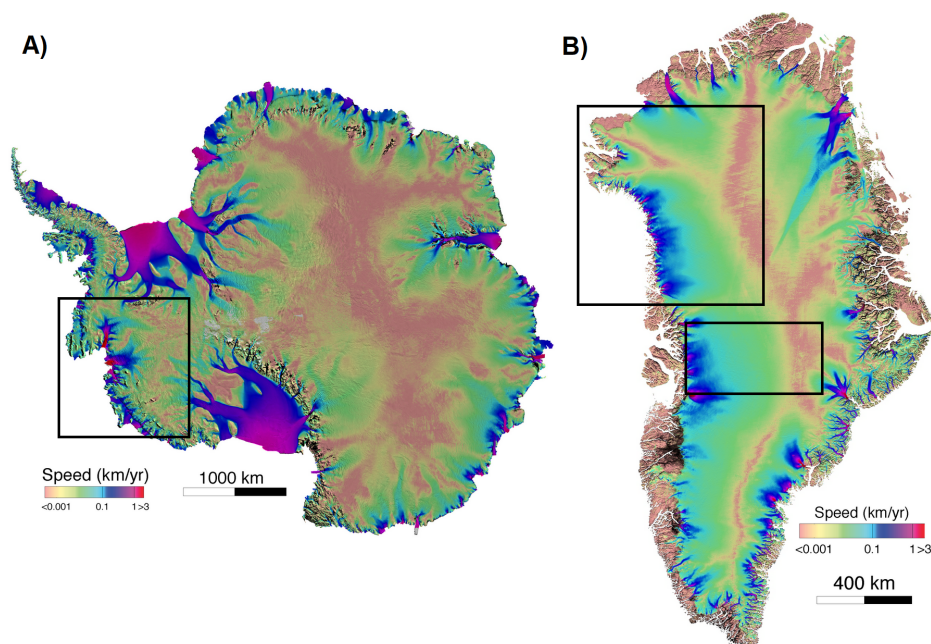 A)
B)
Speed (km/yr)
<0.001 0.1 1>3
1000 km
Speed (km/yr)
<0.001 0.1 1>3
400 km